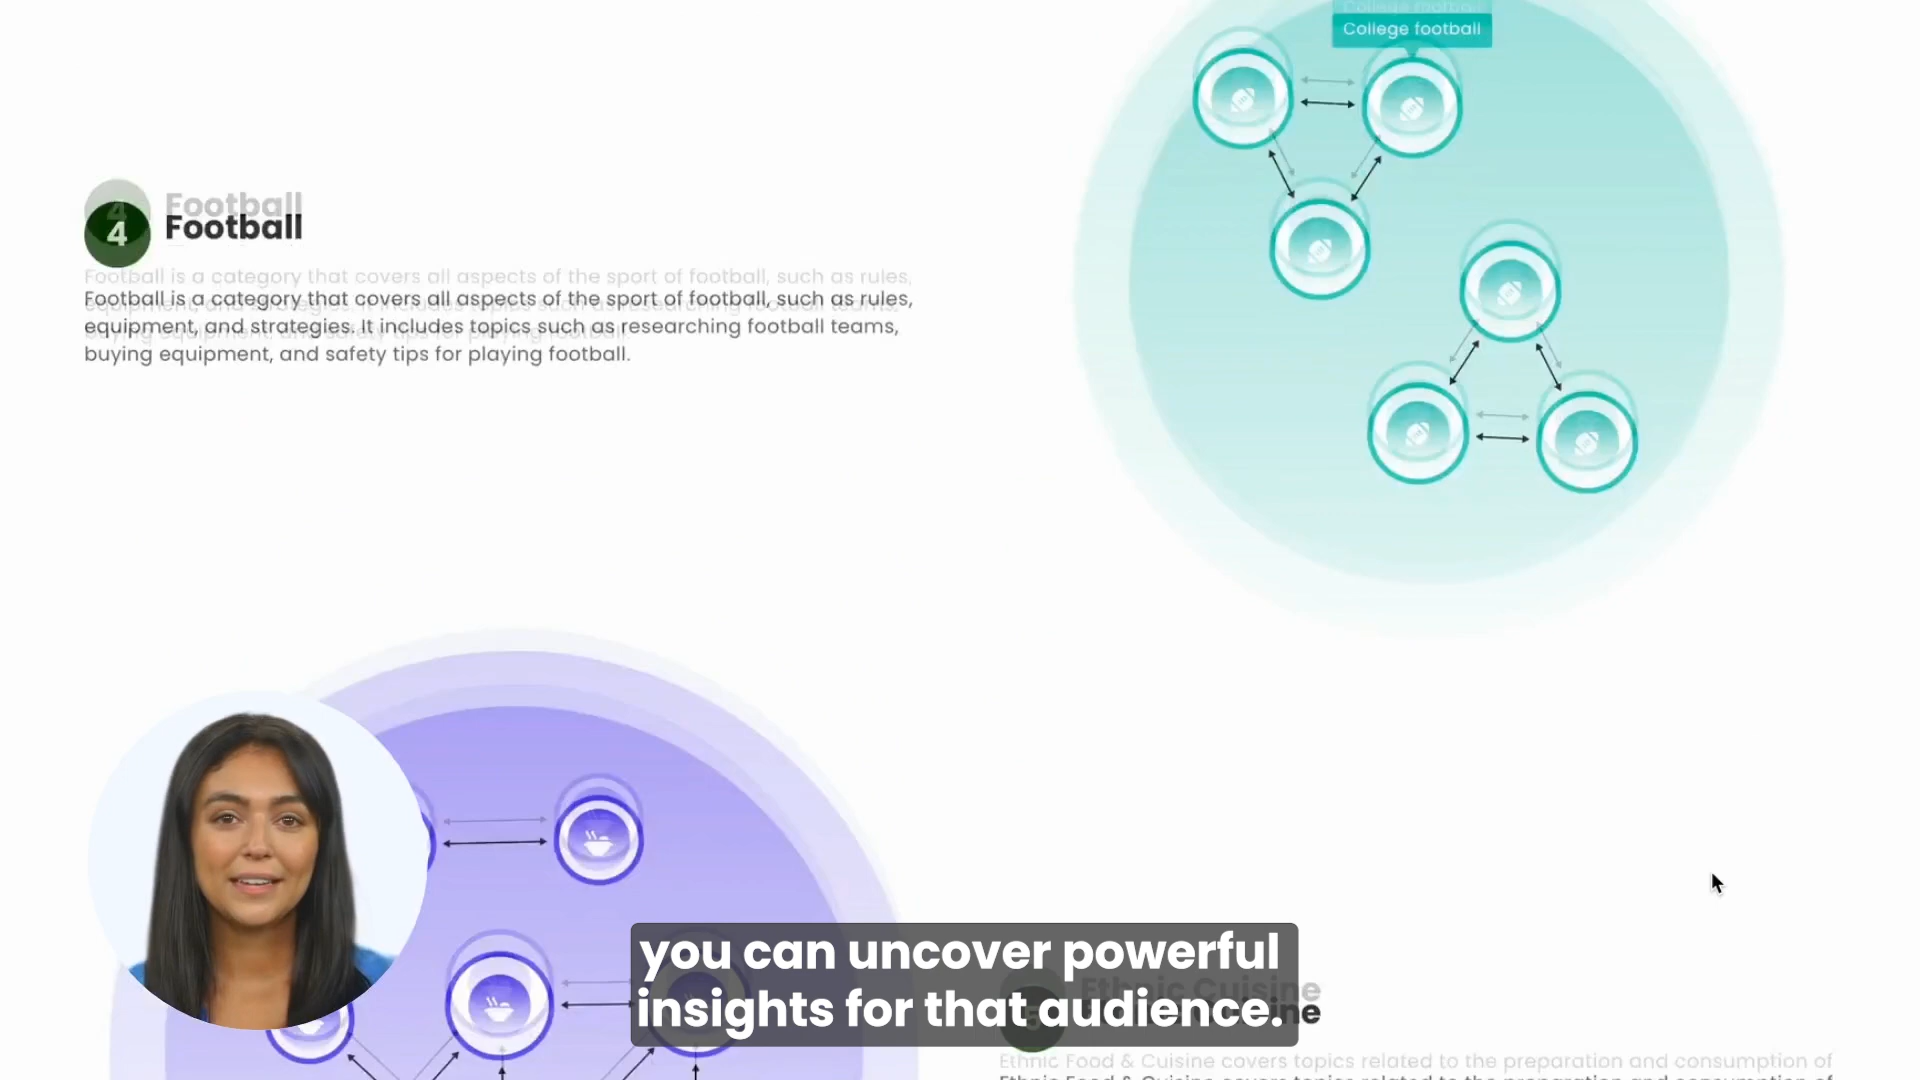 College football
4 Football
Football is a category that covers all aspects of the sport of football, such as rules,
equipment, and strategies. It includes topics such as researching football teams,
buying equipment, and safety tips for playing football.
you can uncover powerful
insights for that audience.
5 Ethnic Cuisine
Ethnic Food & Cuisine covers topics related to the preparation and consumption of